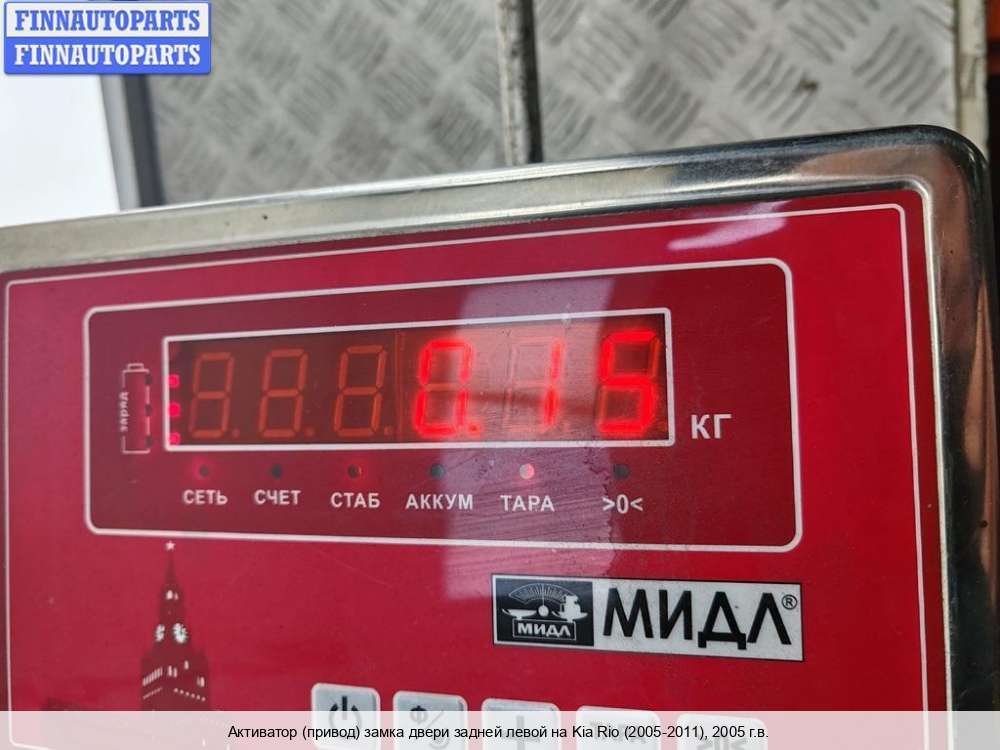 FINNAUTOPARTS
FINNAUTOPARTS
0.15
заряд
КГ
СЕТЬ СЧЕТ СТАБ АККУМ ТАРА >0<
МИДЛ
МИДЛ®
Активатор (привод) замка двери задней левой на Kia Rio (2005-2011), 2005 г.в.